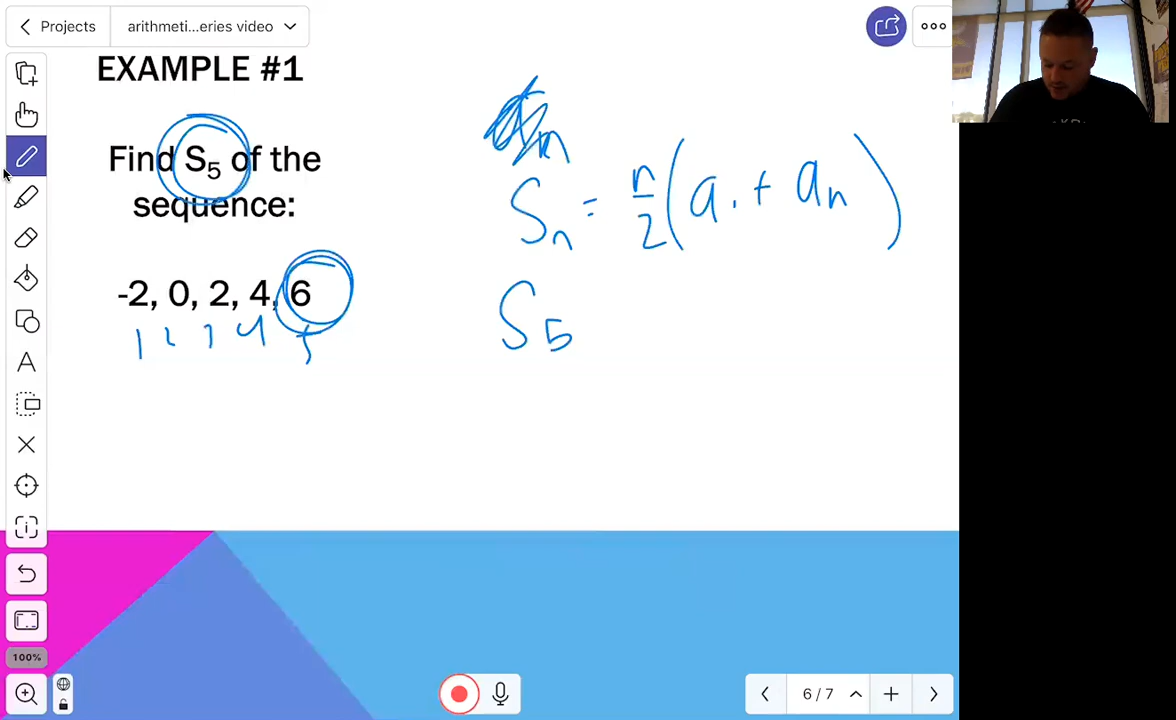 Projects
arithmeti...eries video
EXAMPLE #1
Find S₅ of the
sequence:
-2, 0, 2, 4, 6
1 2 3 4 5
Sₙ = n/2 (a₁ + aₙ)
S₅
100%
6 / 7